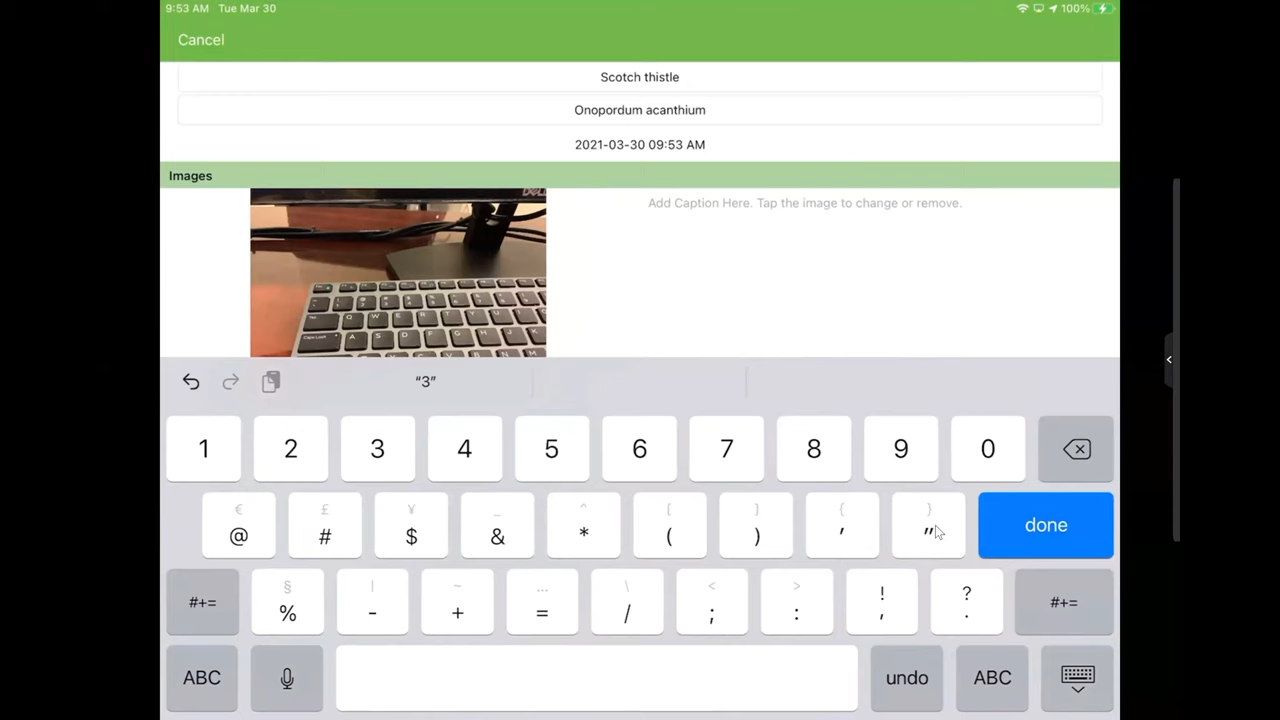 9:53 AM Tue Mar 30 100%
Cancel
Scotch thistle
Onopordum acanthium
2021-03-30 09:53 AM
Images
Add Caption Here. Tap the image to change or remove.
“3”
1 2 3 4 5 6 7 8 9 0
€ £ ¥ _ ^ [ ] { }
@ # $ & * ( ) ' "
done
§ | ~ … \ < > ! ?
#+= % - + = / ; : , . #+=
ABC undo ABC